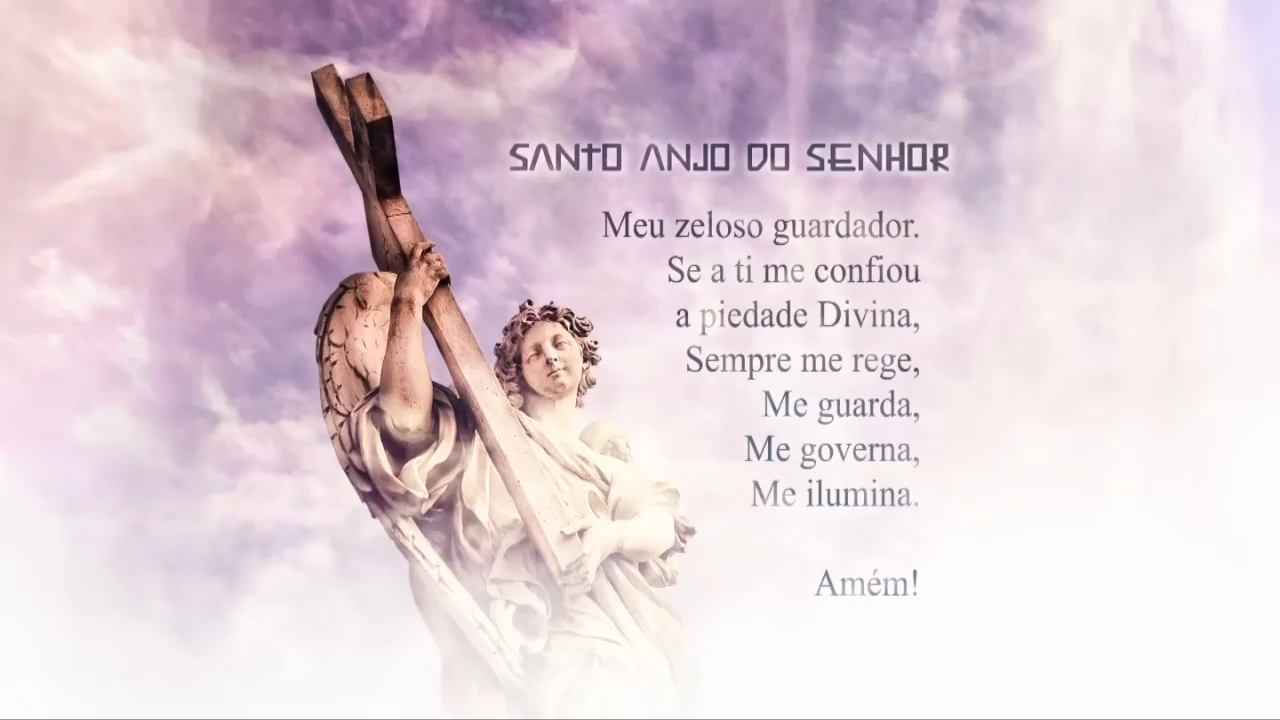 SANTO ANJO DO SENHOR
Meu zeloso guardador.
Se a ti me confiou
a piedade Divina,
Sempre me rege,
Me guarda,
Me governa,
Me ilumina.
Amém!